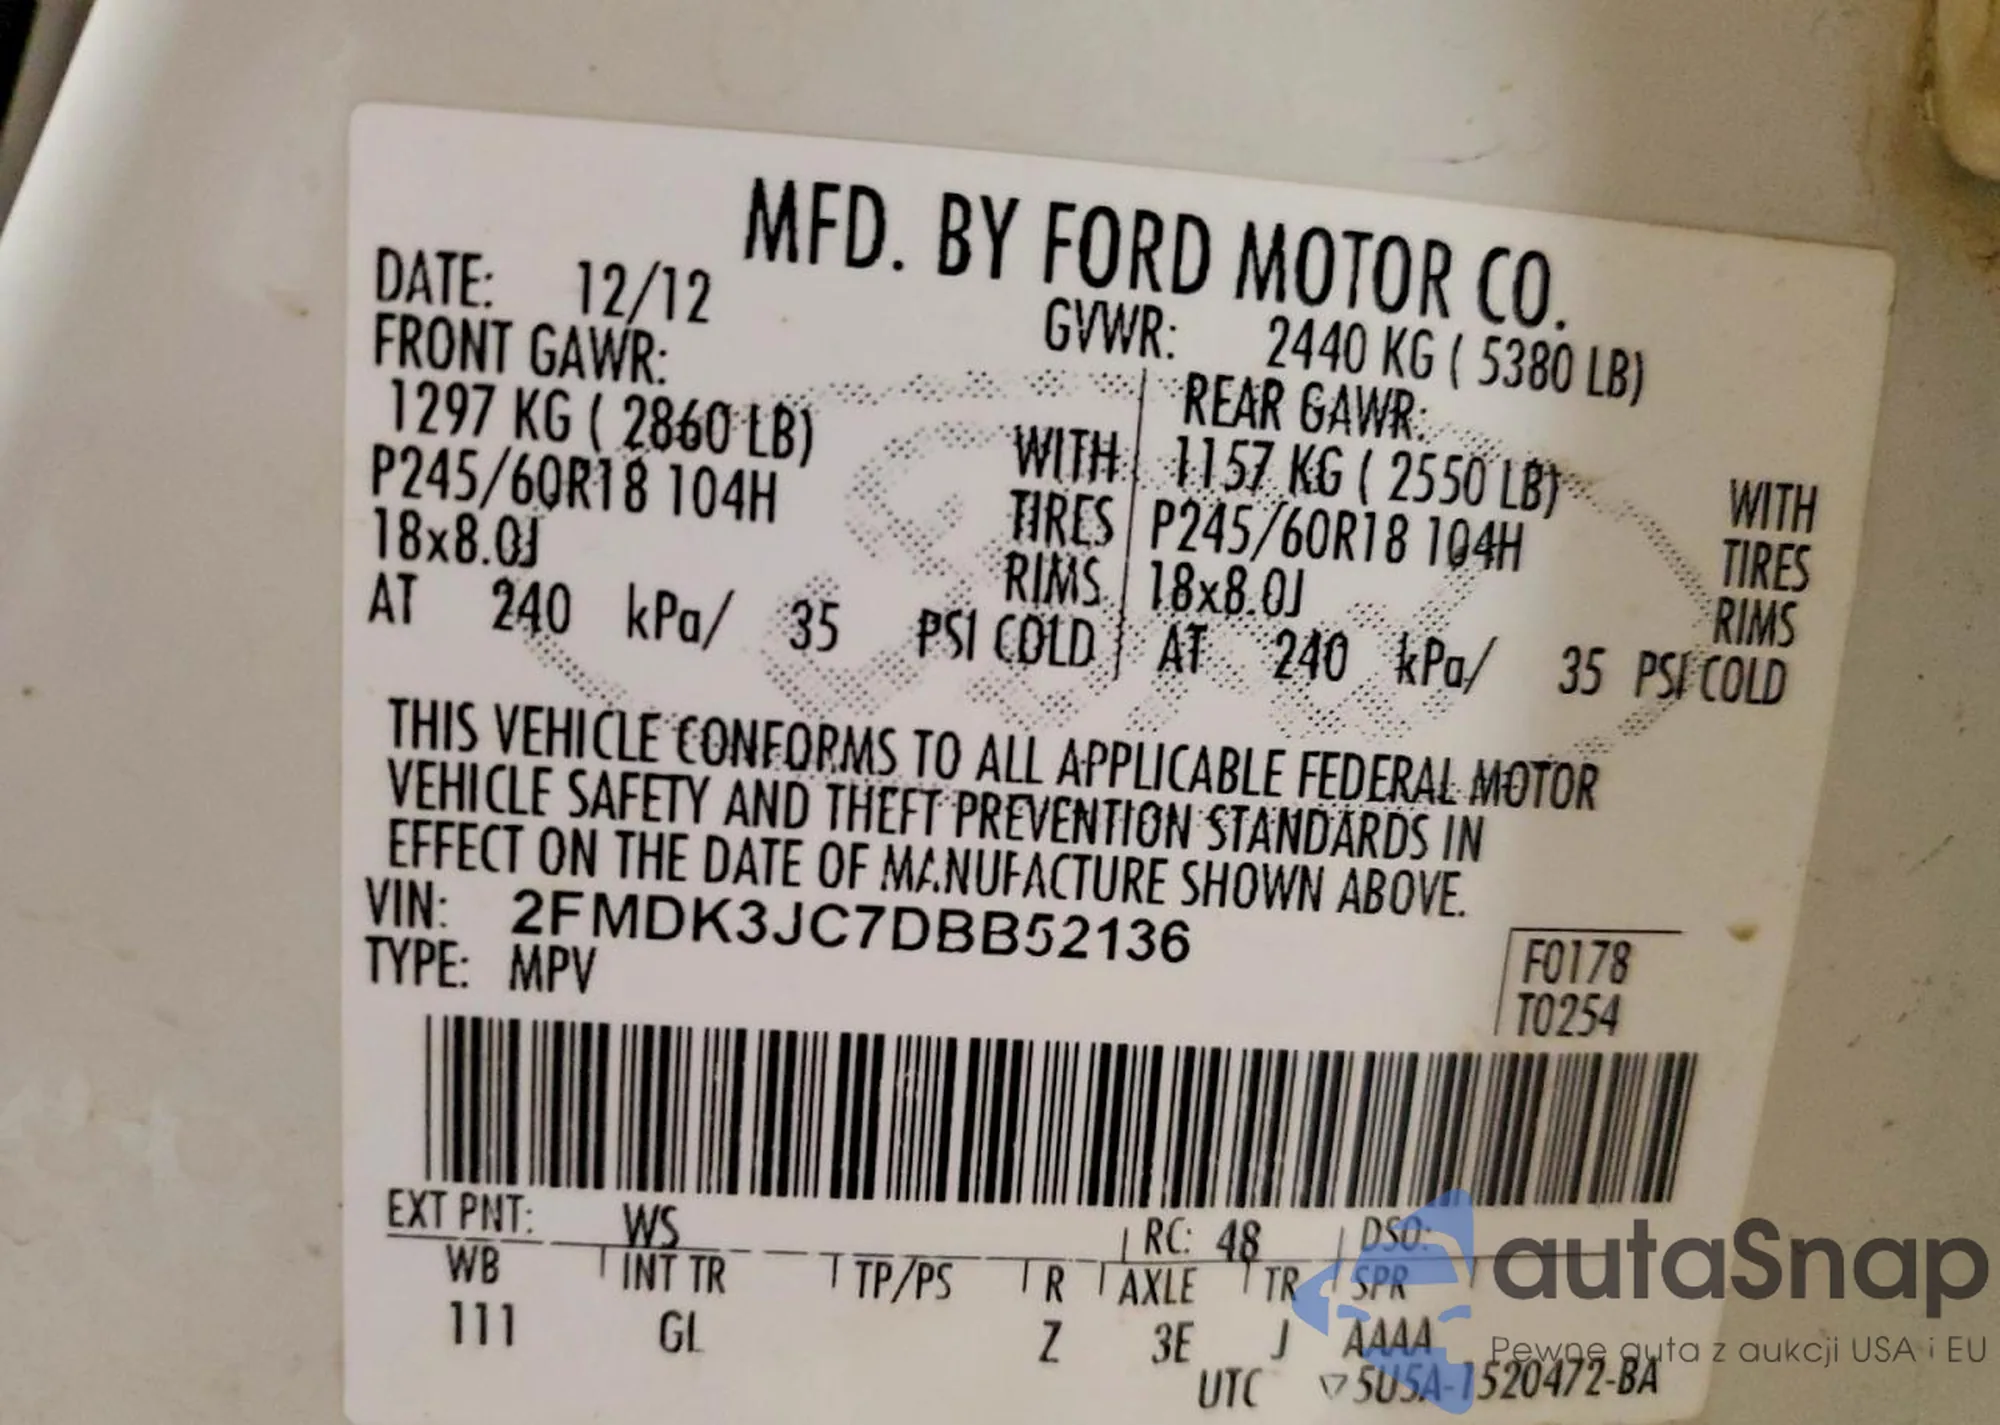 MFD. BY FORD MOTOR CO.
DATE: 12/12 GVWR: 2440 KG ( 5380 LB)
FRONT GAWR: REAR GAWR:
1297 KG ( 2860 LB) WITH 1157 KG ( 2550 LB) WITH
P245/60R18 104H TIRES P245/60R18 104H TIRES
18x8.0J RIMS 18x8.0J RIMS
AT 240 kPa/ 35 PSI COLD AT 240 kPa/ 35 PSI COLD
THIS VEHICLE CONFORMS TO ALL APPLICABLE FEDERAL MOTOR
VEHICLE SAFETY AND THEFT PREVENTION STANDARDS IN
EFFECT ON THE DATE OF MANUFACTURE SHOWN ABOVE.
VIN: 2FMDK3JC7DBB52136
TYPE: MPV
F0178
T0254
EXT PNT: WS RC: 48 DSO:
WB INT TR TP/PS R AXLE TR SPR
111 GL Z 3E J AAAA
UTC ▽5U5A-1520472-BA
autaSnap
Pewne auta z aukcji USA i EU